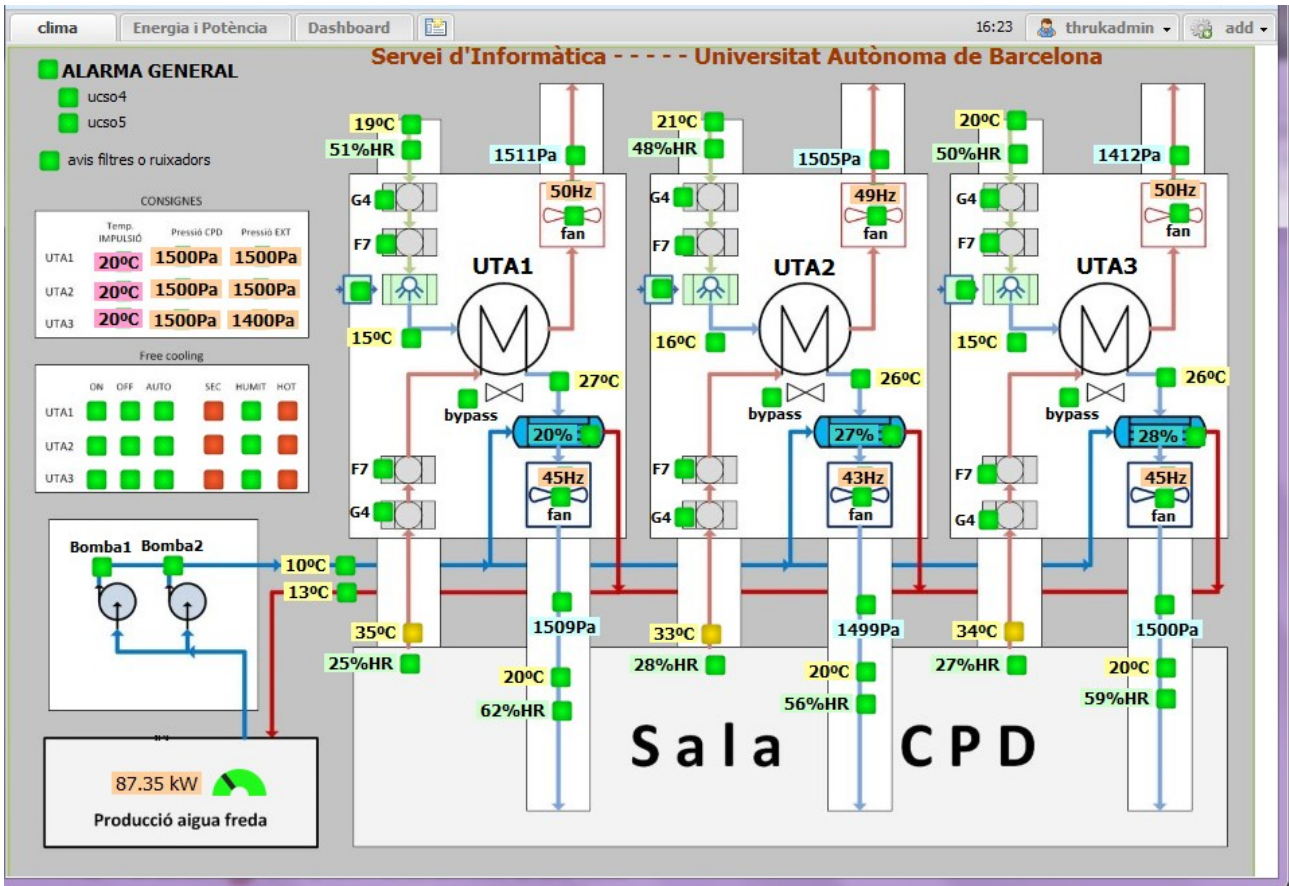 clima Energia i Potència Dashboard 16:23 thrukadmin add
Servei d'Informàtica - - - - - Universitat Autònoma de Barcelona
ALARMA GENERAL
ucso4
ucso5
avis filtres o ruixadors
CONSIGNES
Temp. IMPULSIÓ Pressió CPD Pressió EXT
UTA1 20ºC 1500Pa 1500Pa
UTA2 20ºC 1500Pa 1500Pa
UTA3 20ºC 1500Pa 1400Pa
Free cooling
ON OFF AUTO SEC HUMIT HOT
UTA1
UTA2
UTA3
Bomba1 Bomba2
10ºC
13ºC
87.35 kW
Producció aigua freda
19ºC
51%HR
1511Pa
G4
50Hz
fan
F7
UTA1
15ºC
27ºC
bypass
20%
F7
45Hz
fan
G4
1509Pa
35ºC
25%HR
20ºC
62%HR
21ºC
48%HR
1505Pa
G4
49Hz
fan
F7
UTA2
16ºC
26ºC
bypass
27%
F7
43Hz
fan
G4
1499Pa
33ºC
28%HR
20ºC
56%HR
20ºC
50%HR
1412Pa
G4
50Hz
fan
F7
UTA3
15ºC
26ºC
bypass
28%
F7
45Hz
fan
G4
1500Pa
34ºC
27%HR
20ºC
59%HR
Sala CPD